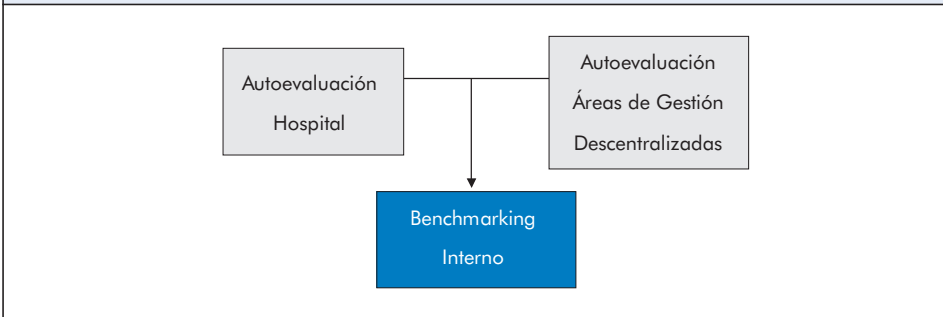 Autoevaluación
Hospital
Autoevaluación
Áreas de Gestión
Descentralizadas
Benchmarking
Interno